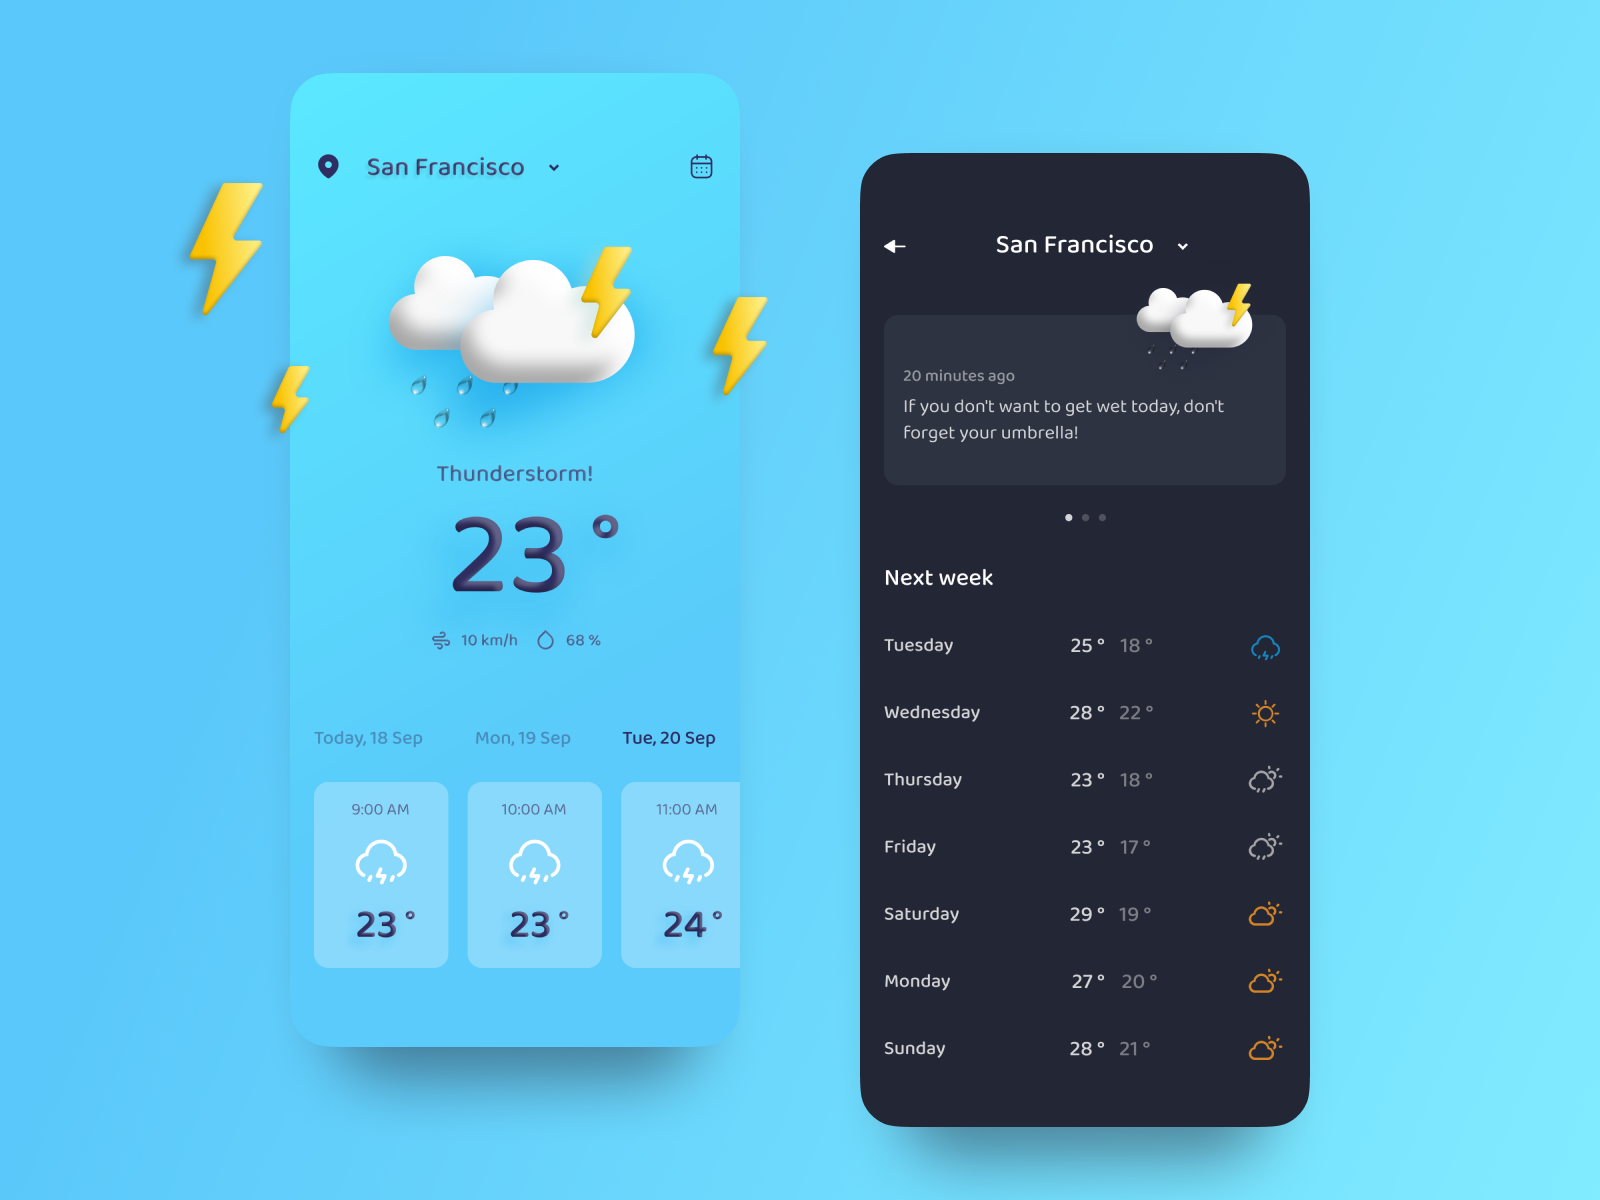 San Francisco
Thunderstorm!
23 °
10 km/h 68 %
Today, 18 Sep Mon, 19 Sep Tue, 20 Sep
9:00 AM 10:00 AM 11:00 AM
23 ° 23 ° 24 °
San Francisco
20 minutes ago
If you don't want to get wet today, don't
forget your umbrella!
Next week
Tuesday 25 ° 18 °
Wednesday 28 ° 22 °
Thursday 23 ° 18 °
Friday 23 ° 17 °
Saturday 29 ° 19 °
Monday 27 ° 20 °
Sunday 28 ° 21 °